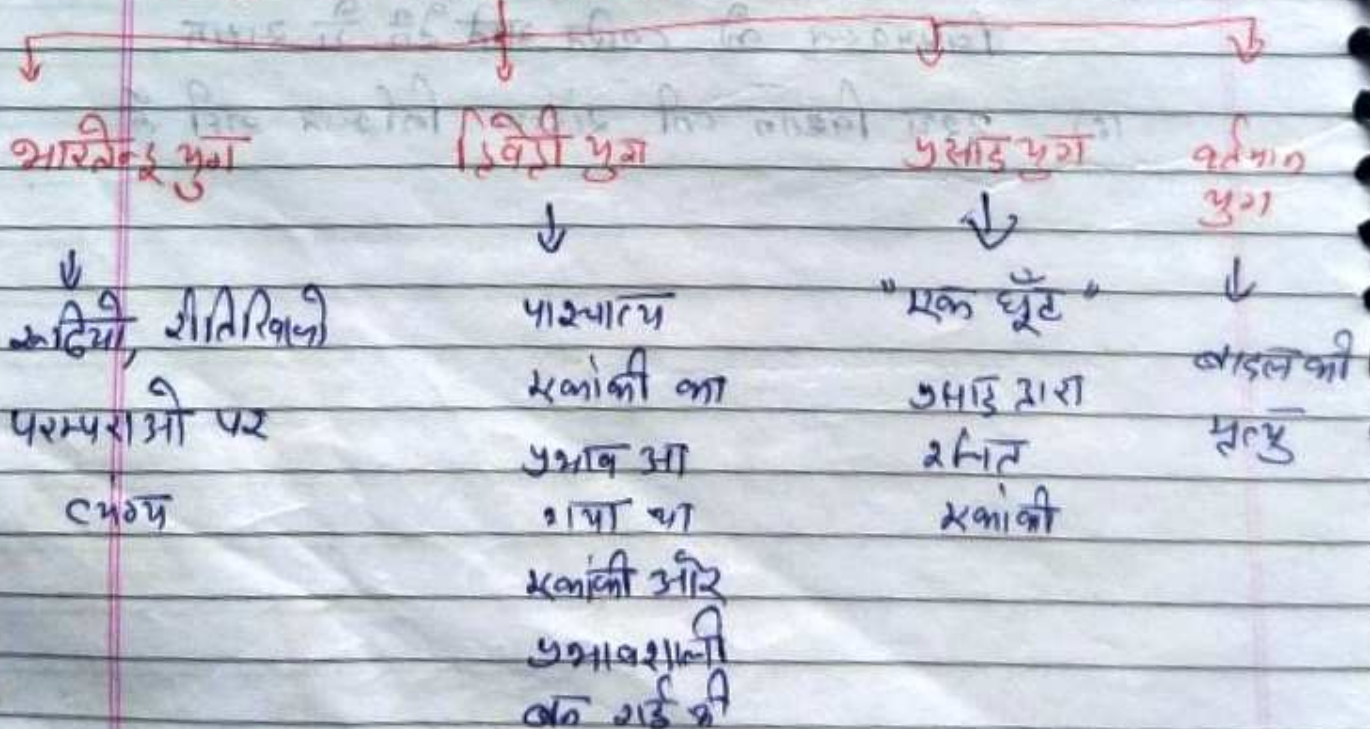 भारतेन्दु युग
रूढियो, रीतिरिवाजो
परम्पराओ पर
व्यंग्य
द्विवेदी युग
पाश्चात्य
एकांकी का
प्रभाव आ
गया था
एकांकी और
प्रभावशाली
बन गई थी
प्रसाद युग
"एक घूँट"
प्रसाद द्वारा
रचित
एकांकी
वर्तमान
युग
बादल की
मृत्यु